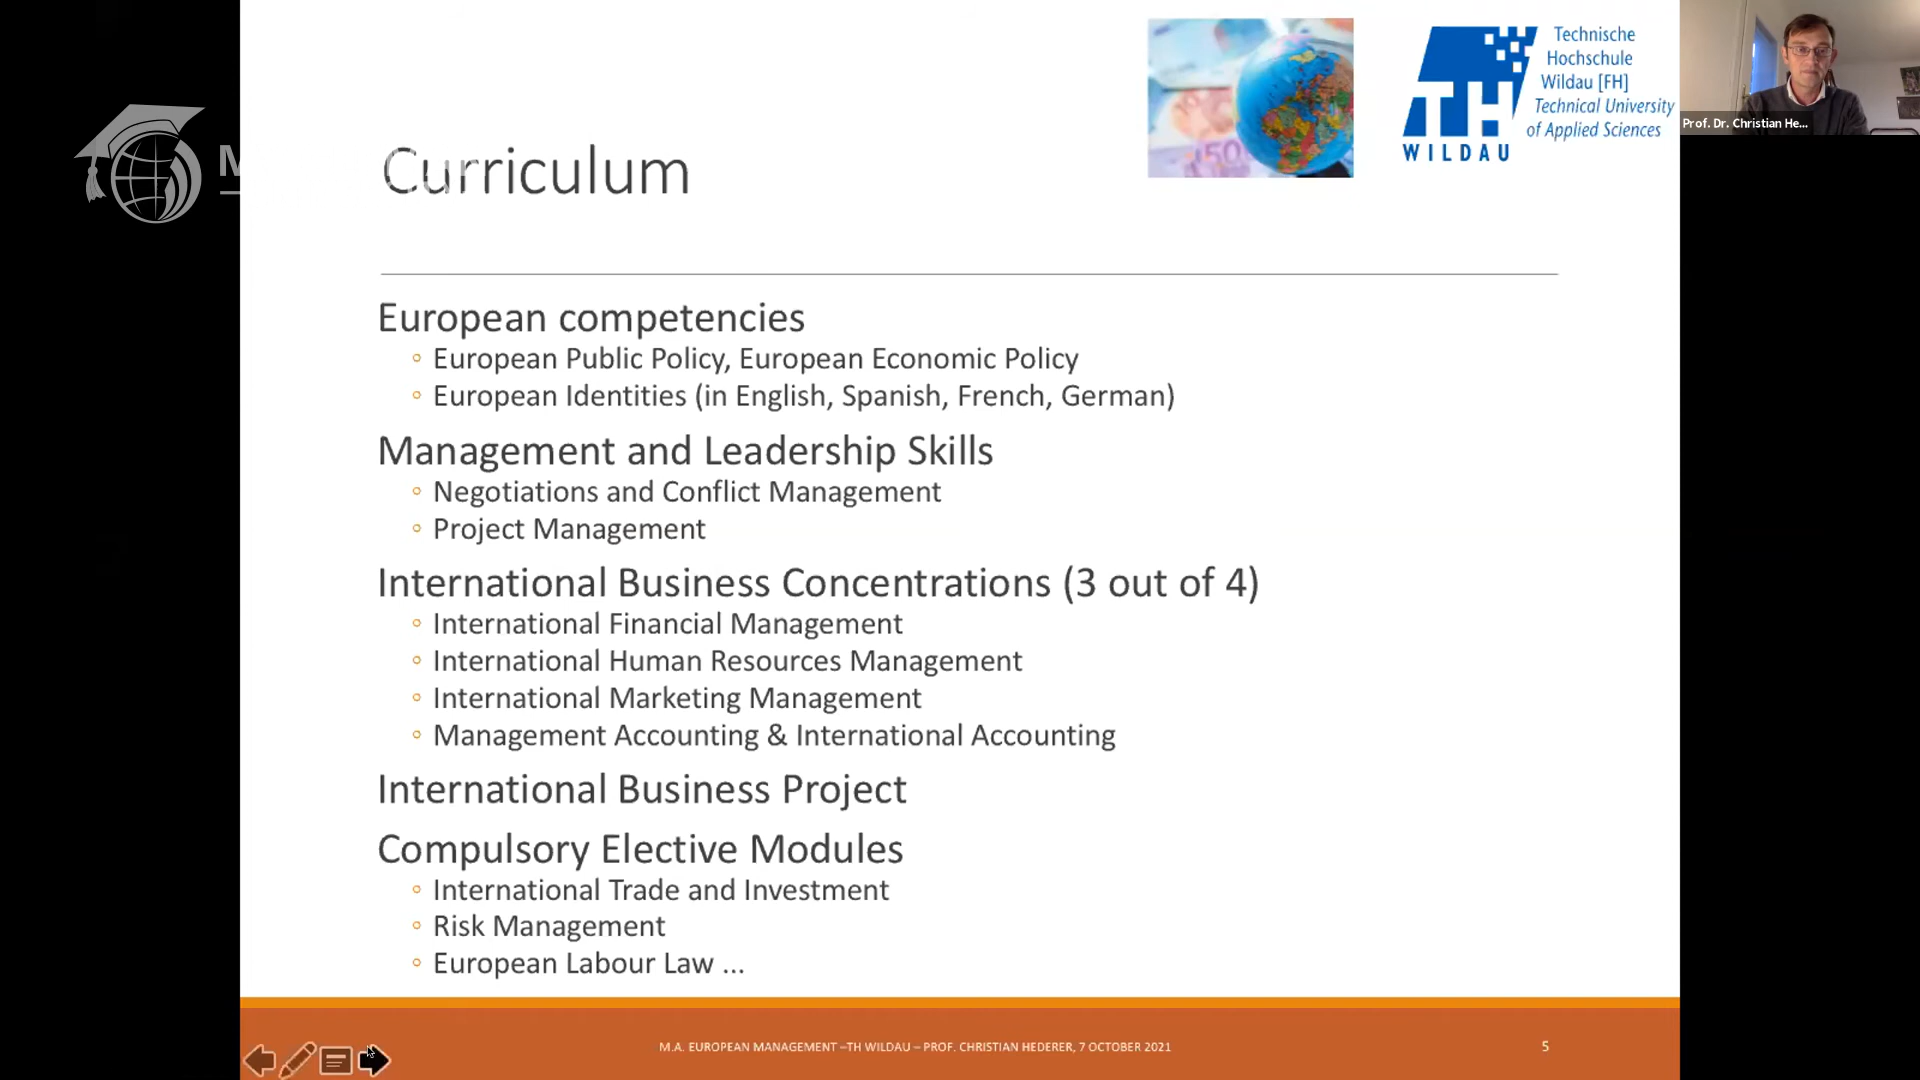 Technische
Hochschule
Wildau [FH]
Technical University
of Applied Sciences
TH
WILDAU
Prof. Dr. Christian He...
M
Curriculum
European competencies
European Public Policy, European Economic Policy
European Identities (in English, Spanish, French, German)
Management and Leadership Skills
Negotiations and Conflict Management
Project Management
International Business Concentrations (3 out of 4)
International Financial Management
International Human Resources Management
International Marketing Management
Management Accounting & International Accounting
International Business Project
Compulsory Elective Modules
International Trade and Investment
Risk Management
European Labour Law ...
M.A. EUROPEAN MANAGEMENT –TH WILDAU – PROF. CHRISTIAN HEDERER, 7 OCTOBER 2021
5